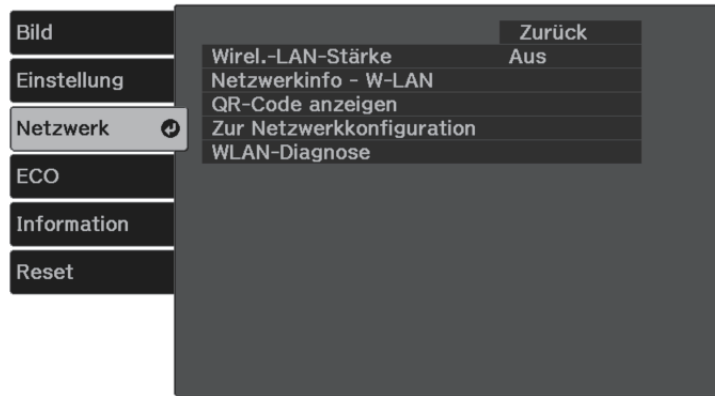 Bild
Einstellung
Netzwerk
ECO
Information
Reset
Zurück
Wirel.-LAN-Stärke Aus
Netzwerkinfo - W-LAN
QR-Code anzeigen
Zur Netzwerkkonfiguration
WLAN-Diagnose